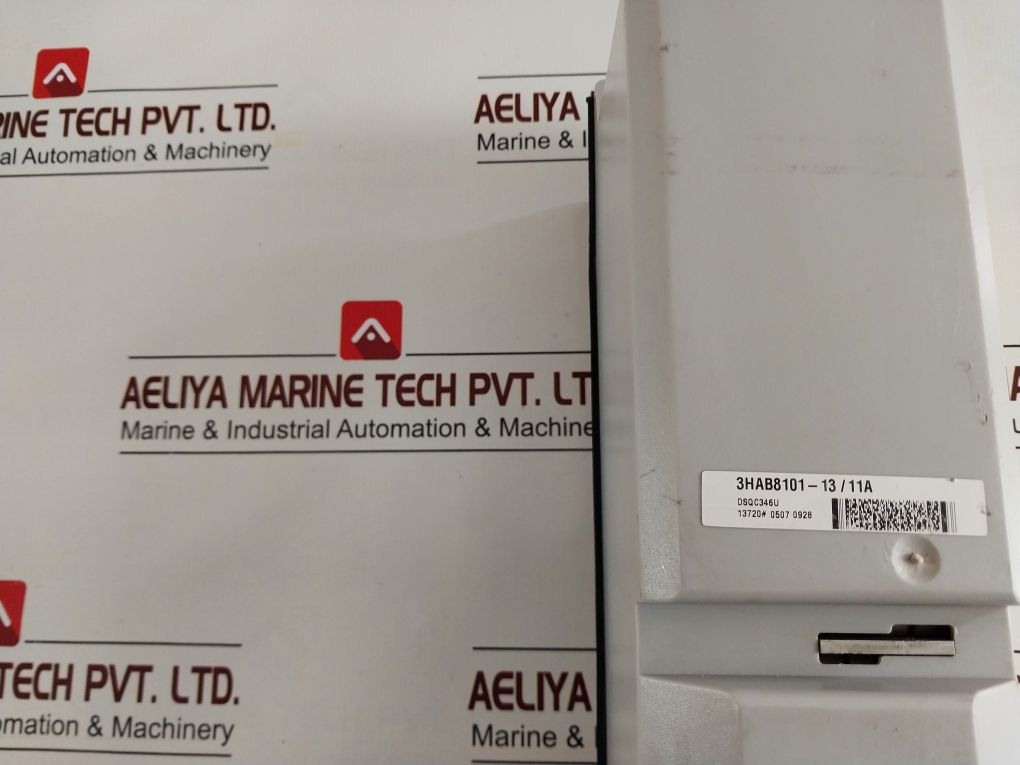 RINE TECH PVT. LTD.
al Automation & Machinery
AELIYA
Marine & I
AELIYA MARINE TECH PVT. LT
Marine & Industrial Automation & Machine
3HAB8101-13/11A
DSQC346U
13720# 0507 0928
TECH PVT. LTD.
omation & Machinery
AELIYA
Marine &